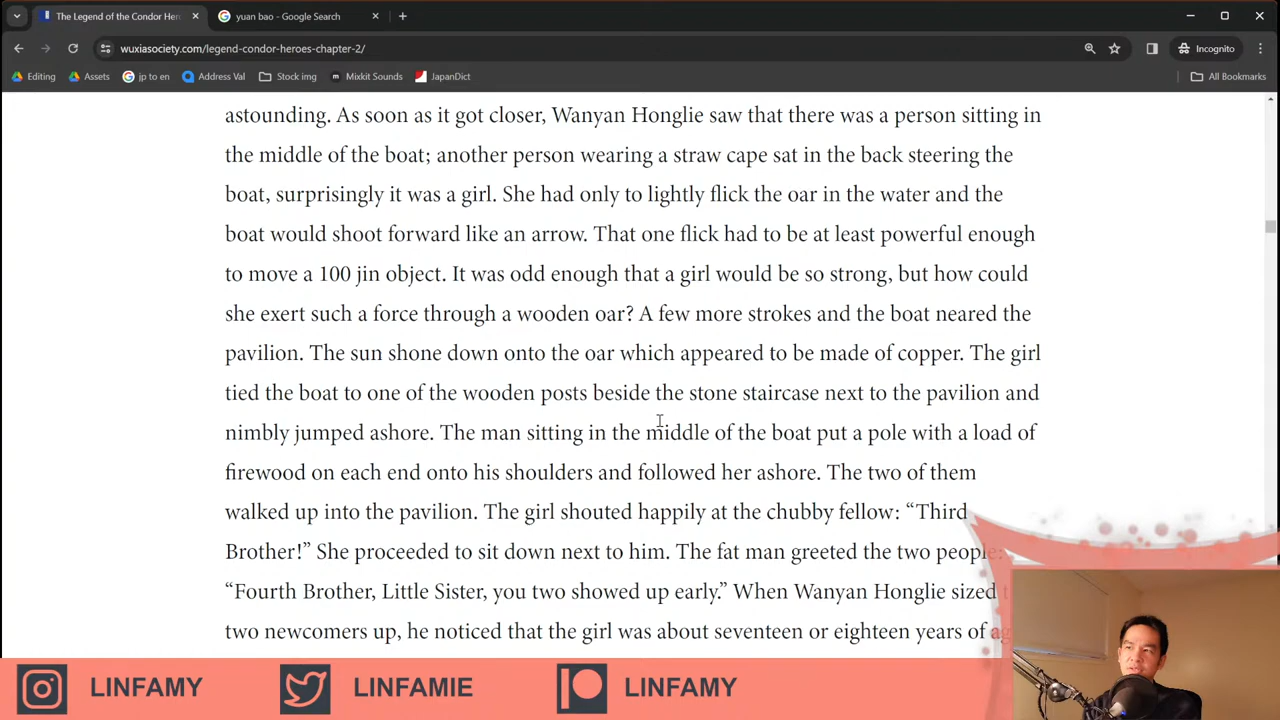 The Legend of the Condor Her
yuan bao - Google Search
wuxiasociety.com/legend-condor-heroes-chapter-2/
Incognito
Editing
Assets
jp to en
Address Val
Stock img
Mixkit Sounds
JapanDict
All Bookmarks
astounding. As soon as it got closer, Wanyan Honglie saw that there was a person sitting in
the middle of the boat; another person wearing a straw cape sat in the back steering the
boat, surprisingly it was a girl. She had only to lightly flick the oar in the water and the
boat would shoot forward like an arrow. That one flick had to be at least powerful enough
to move a 100 jin object. It was odd enough that a girl would be so strong, but how could
she exert such a force through a wooden oar? A few more strokes and the boat neared the
pavilion. The sun shone down onto the oar which appeared to be made of copper. The girl
tied the boat to one of the wooden posts beside the stone staircase next to the pavilion and
nimbly jumped ashore. The man sitting in the middle of the boat put a pole with a load of
firewood on each end onto his shoulders and followed her ashore. The two of them
walked up into the pavilion. The girl shouted happily at the chubby fellow: “Third
Brother!” She proceeded to sit down next to him. The fat man greeted the two people:
“Fourth Brother, Little Sister, you two showed up early.” When Wanyan Honglie sized
two newcomers up, he noticed that the girl was about seventeen or eighteen years of
LINFAMY
LINFAMIE
LINFAMY